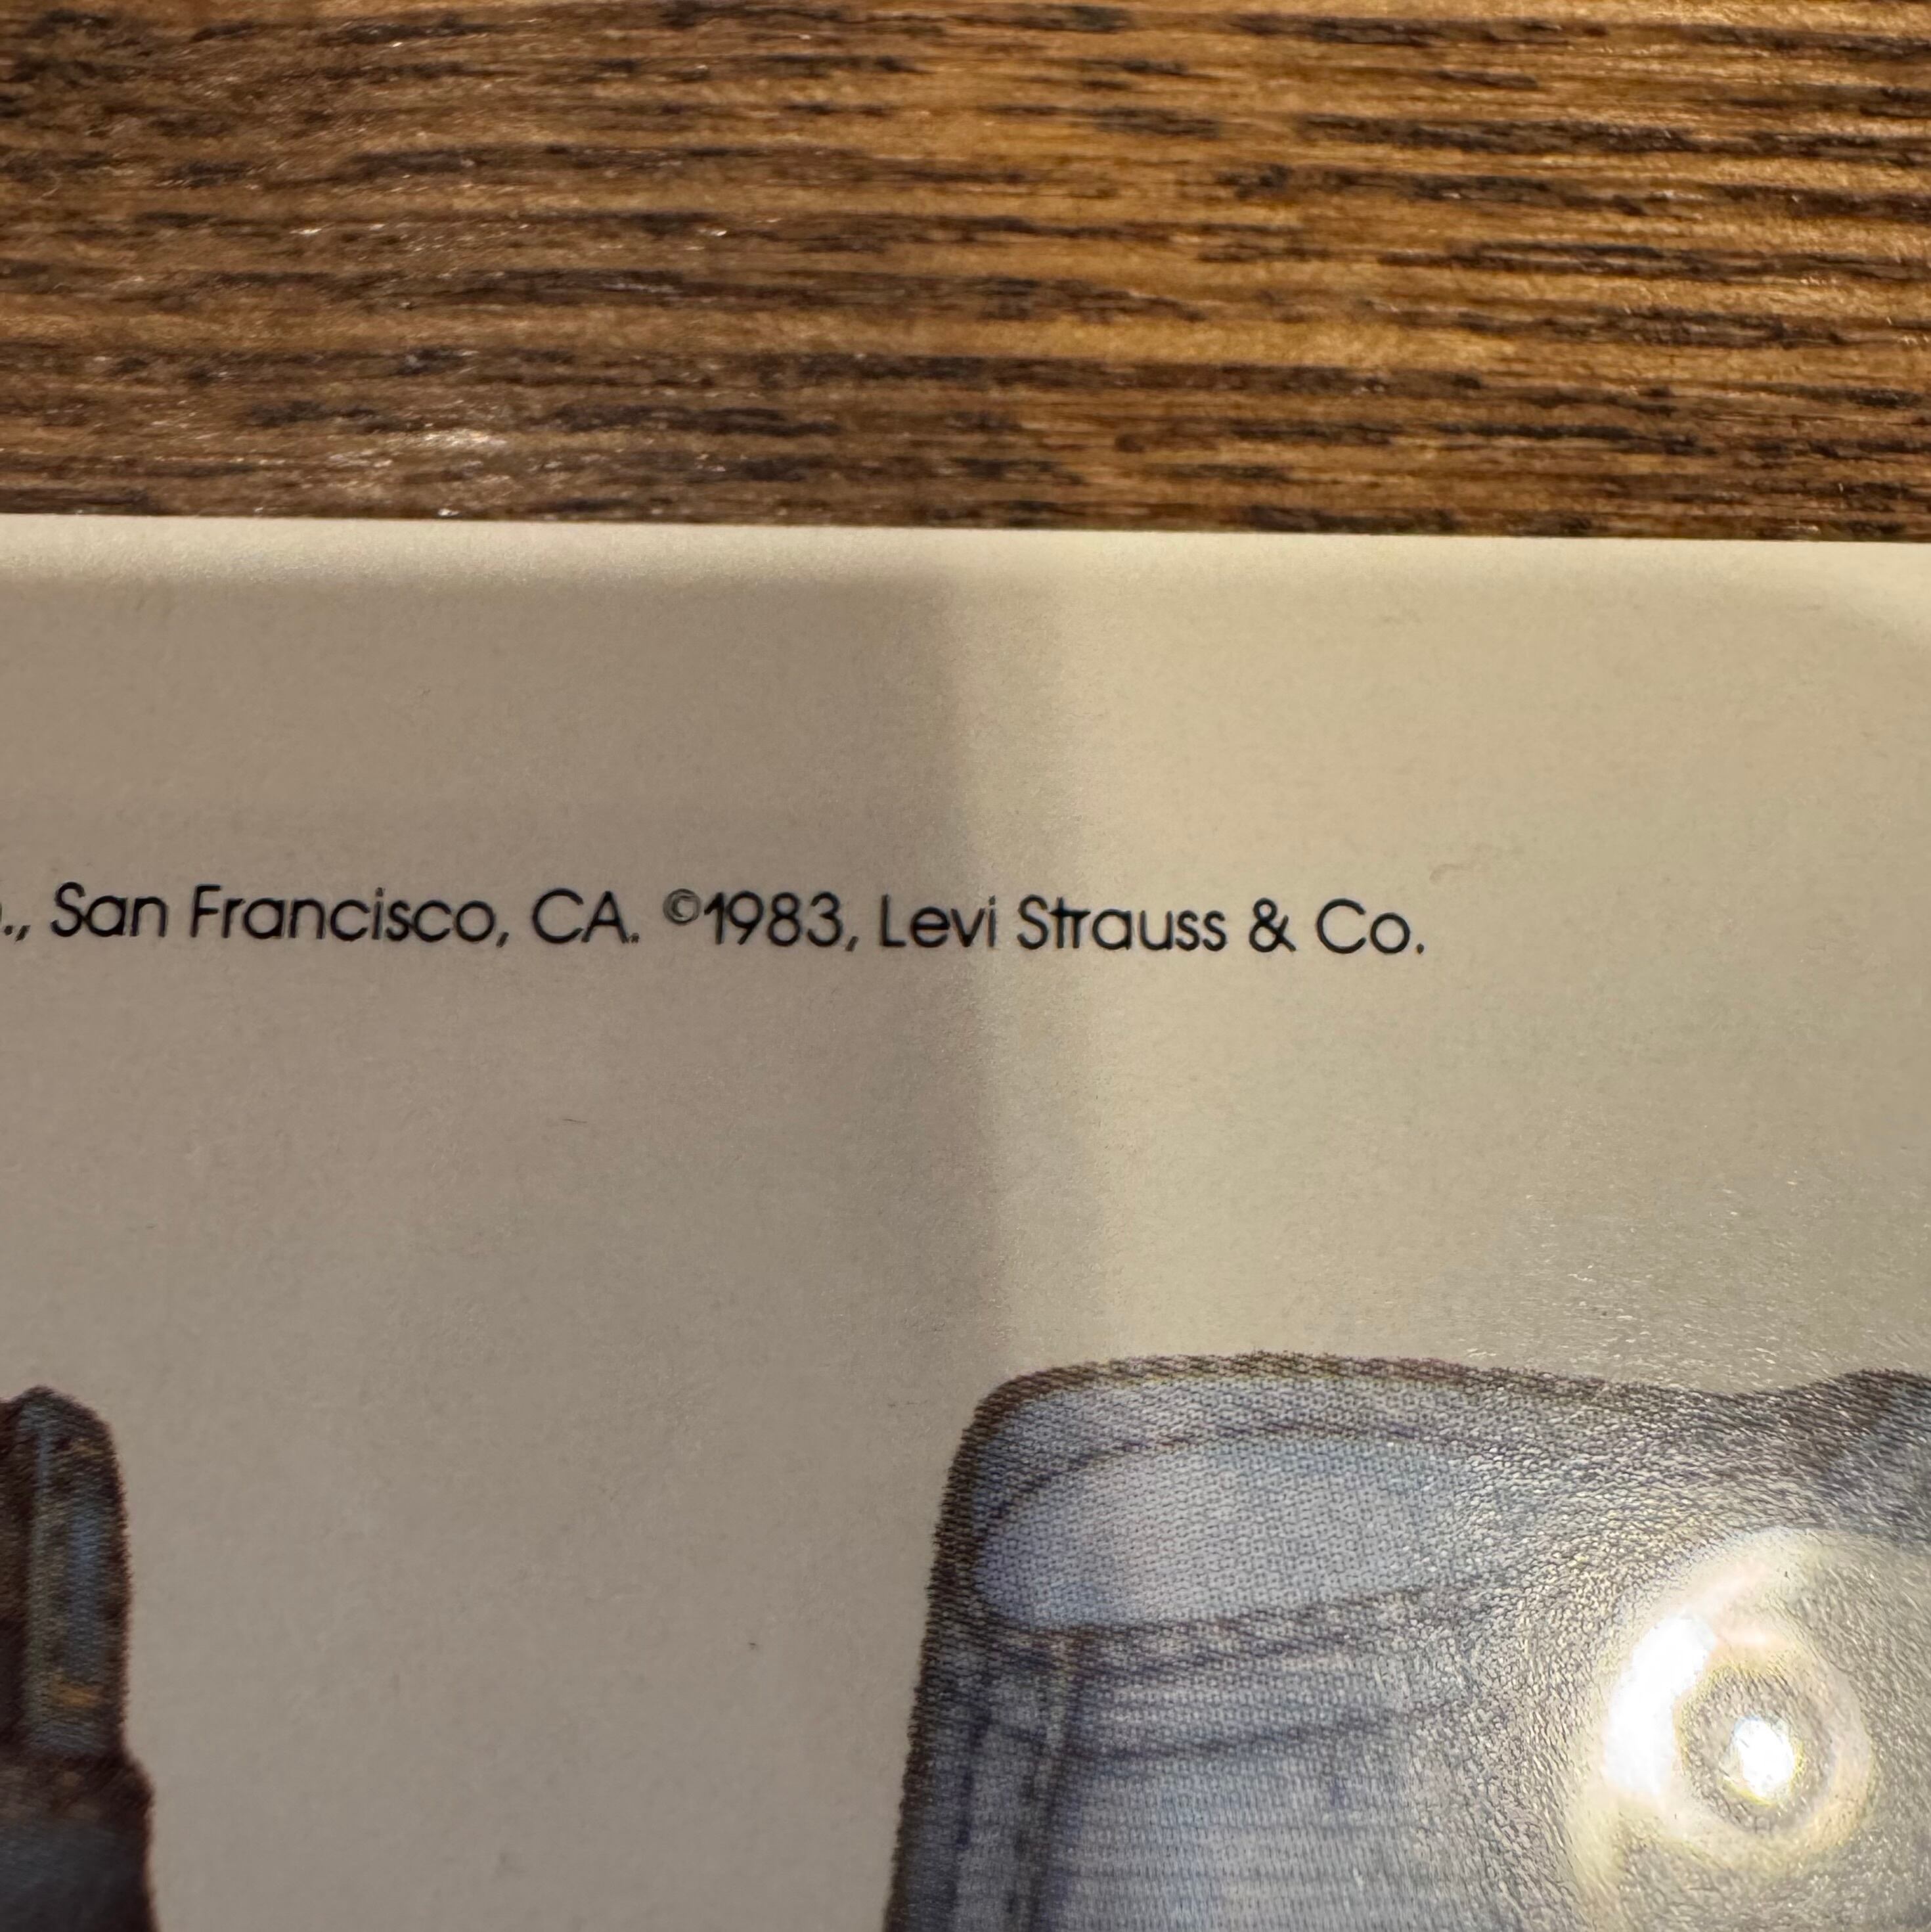 ., San Francisco, CA. ©1983, Levi Strauss & Co.